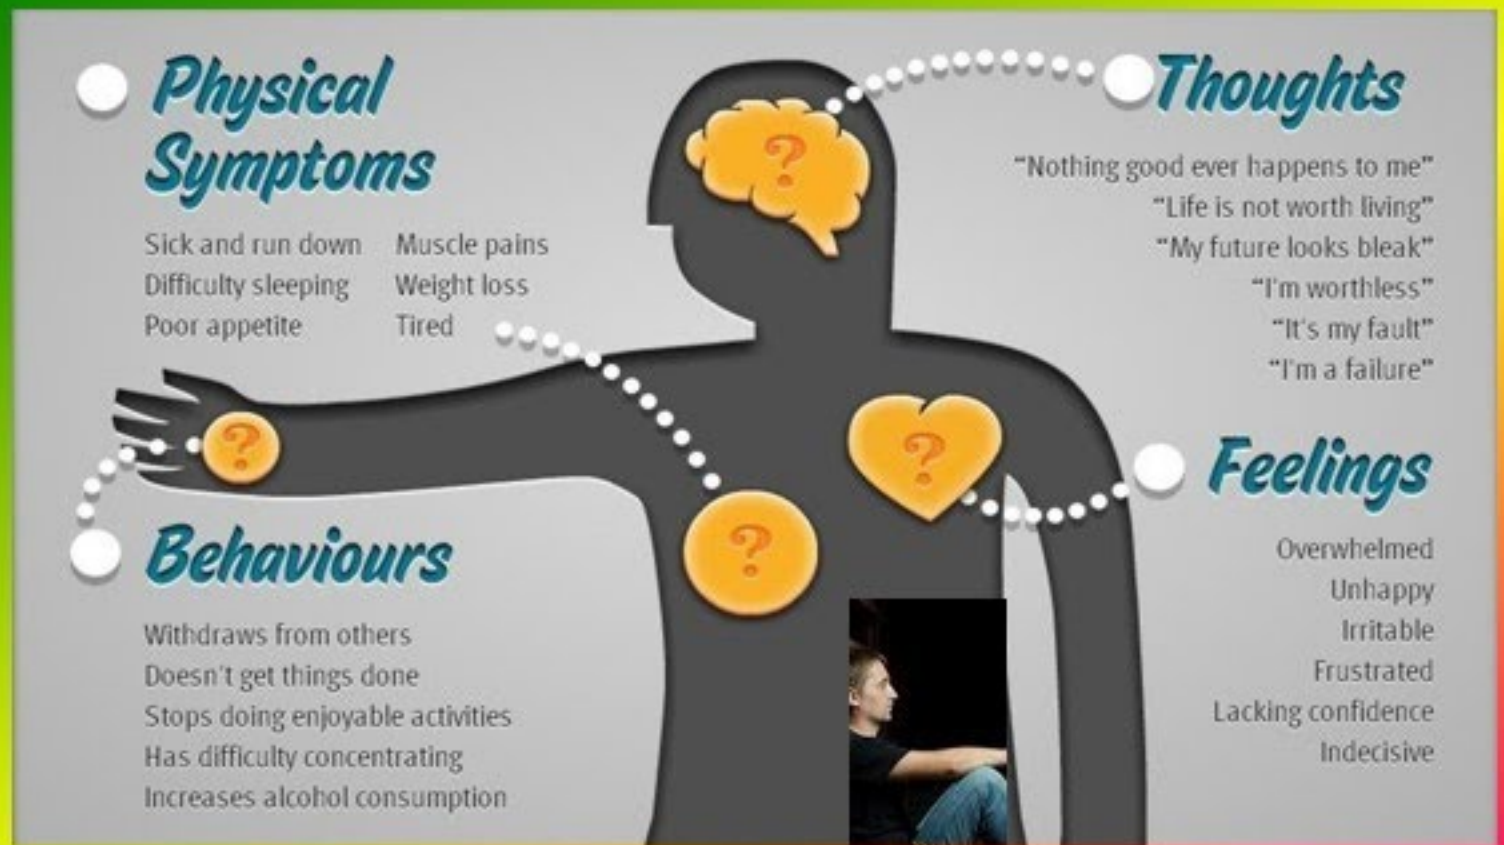 Physical
Symptoms
Sick and run down
Difficulty sleeping
Poor appetite
Muscle pains
Weight loss
Tired
Behaviours
Withdraws from others
Doesn't get things done
Stops doing enjoyable activities
Has difficulty concentrating
Increases alcohol consumption
Thoughts
“Nothing good ever happens to me”
“Life is not worth living”
“My future looks bleak”
“I'm worthless”
“It's my fault”
“I'm a failure”
Feelings
Overwhelmed
Unhappy
Irritable
Frustrated
Lacking confidence
Indecisive
?
?
?
?